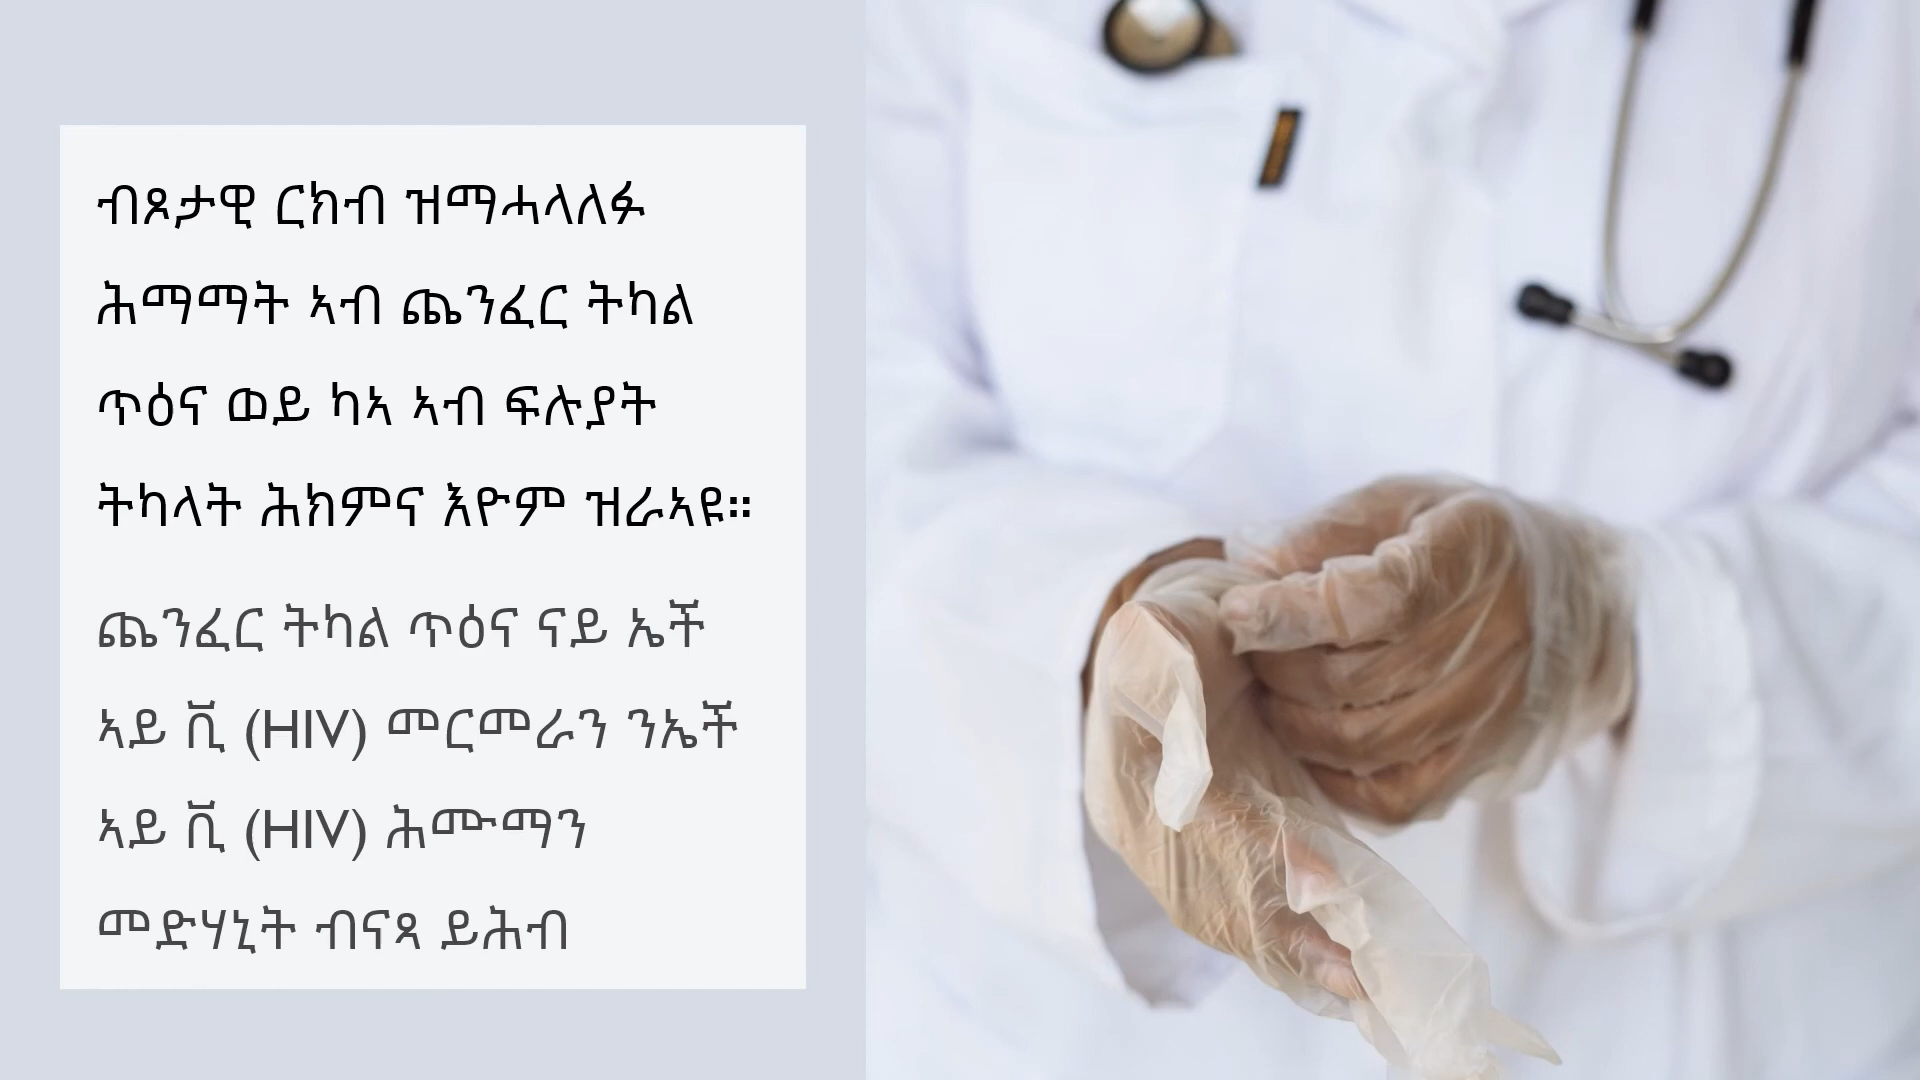 ብጾታዊ ርክብ ዝማሓላለፉ
ሕማማት ኣብ ጨንፈር ትካል
ጥዕና ወይ ካኣ ኣብ ፍሉያት
ትካላት ሕክምና እዮም ዝራኣዩ።
ጨንፈር ትካል ጥዕና ናይ ኤች
ኣይ ቪ (HIV) መርመራን ንኤች
ኣይ ቪ (HIV) ሕሙማን
መድሃኒት ብናጻ ይሕብ